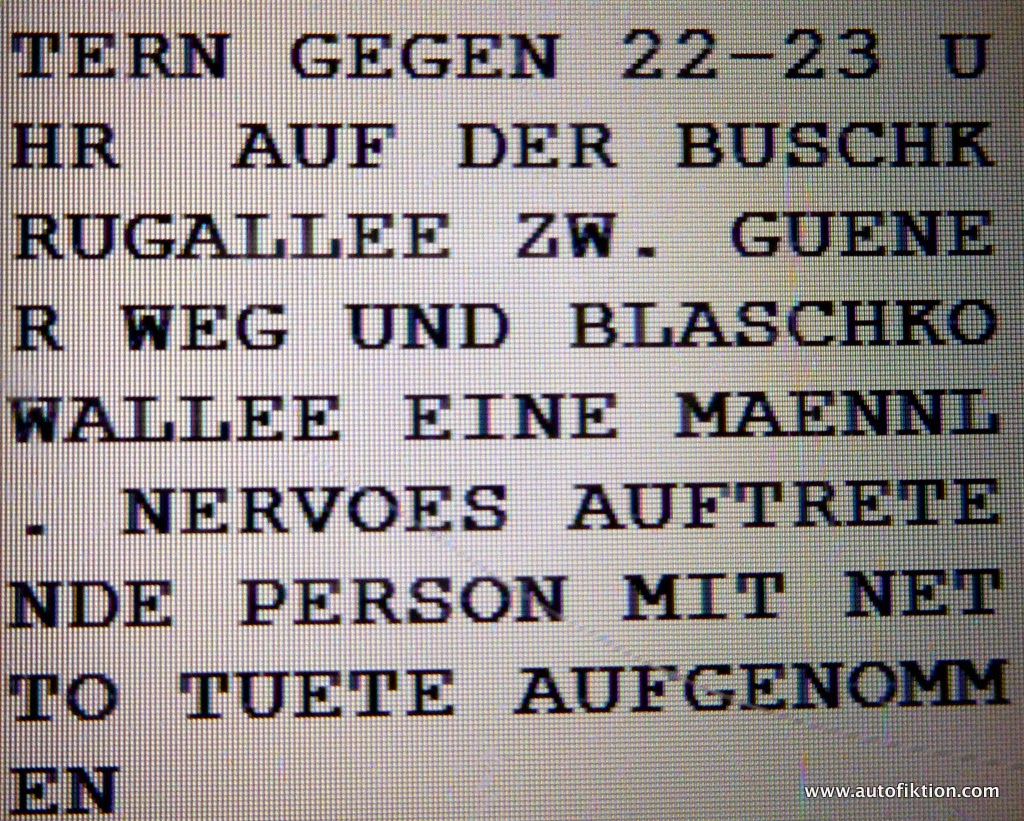 TERN GEGEN 22-23 U
HR  AUF DER BUSCHK
RUGALLEE ZW. GUENE
R WEG UND BLASCHKO
WALLEE EINE MAENNL
. NERVOES AUFTRETE
NDE PERSON MIT NET
TO TUETE AUFGENOMM
EN
www.autofiktion.com